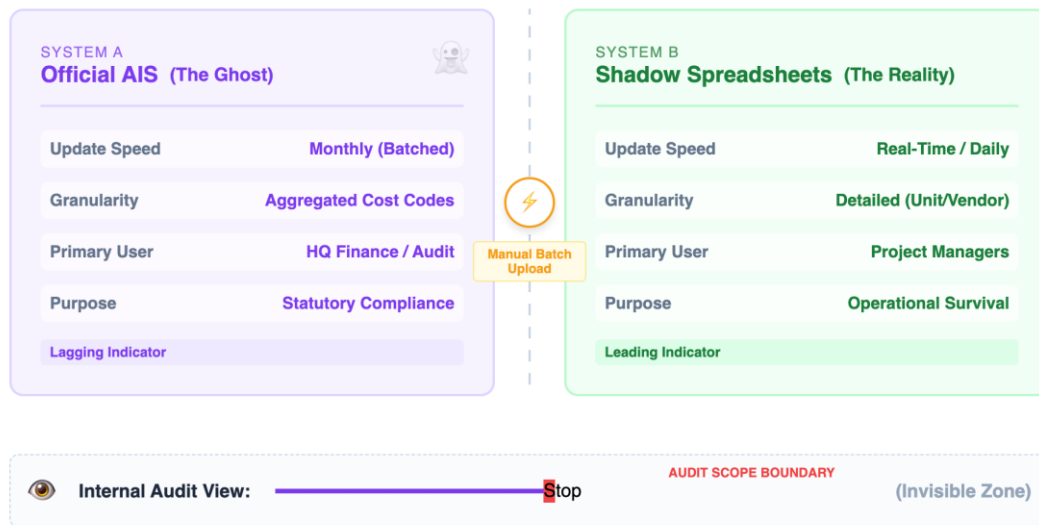 SYSTEM A
Official AIS (The Ghost)
Update Speed Monthly (Batched)
Granularity Aggregated Cost Codes
Primary User HQ Finance / Audit
Purpose Statutory Compliance
Lagging Indicator
Manual Batch
Upload
SYSTEM B
Shadow Spreadsheets (The Reality)
Update Speed Real-Time / Daily
Granularity Detailed (Unit/Vendor)
Primary User Project Managers
Purpose Operational Survival
Leading Indicator
AUDIT SCOPE BOUNDARY
Internal Audit View: Stop (Invisible Zone)